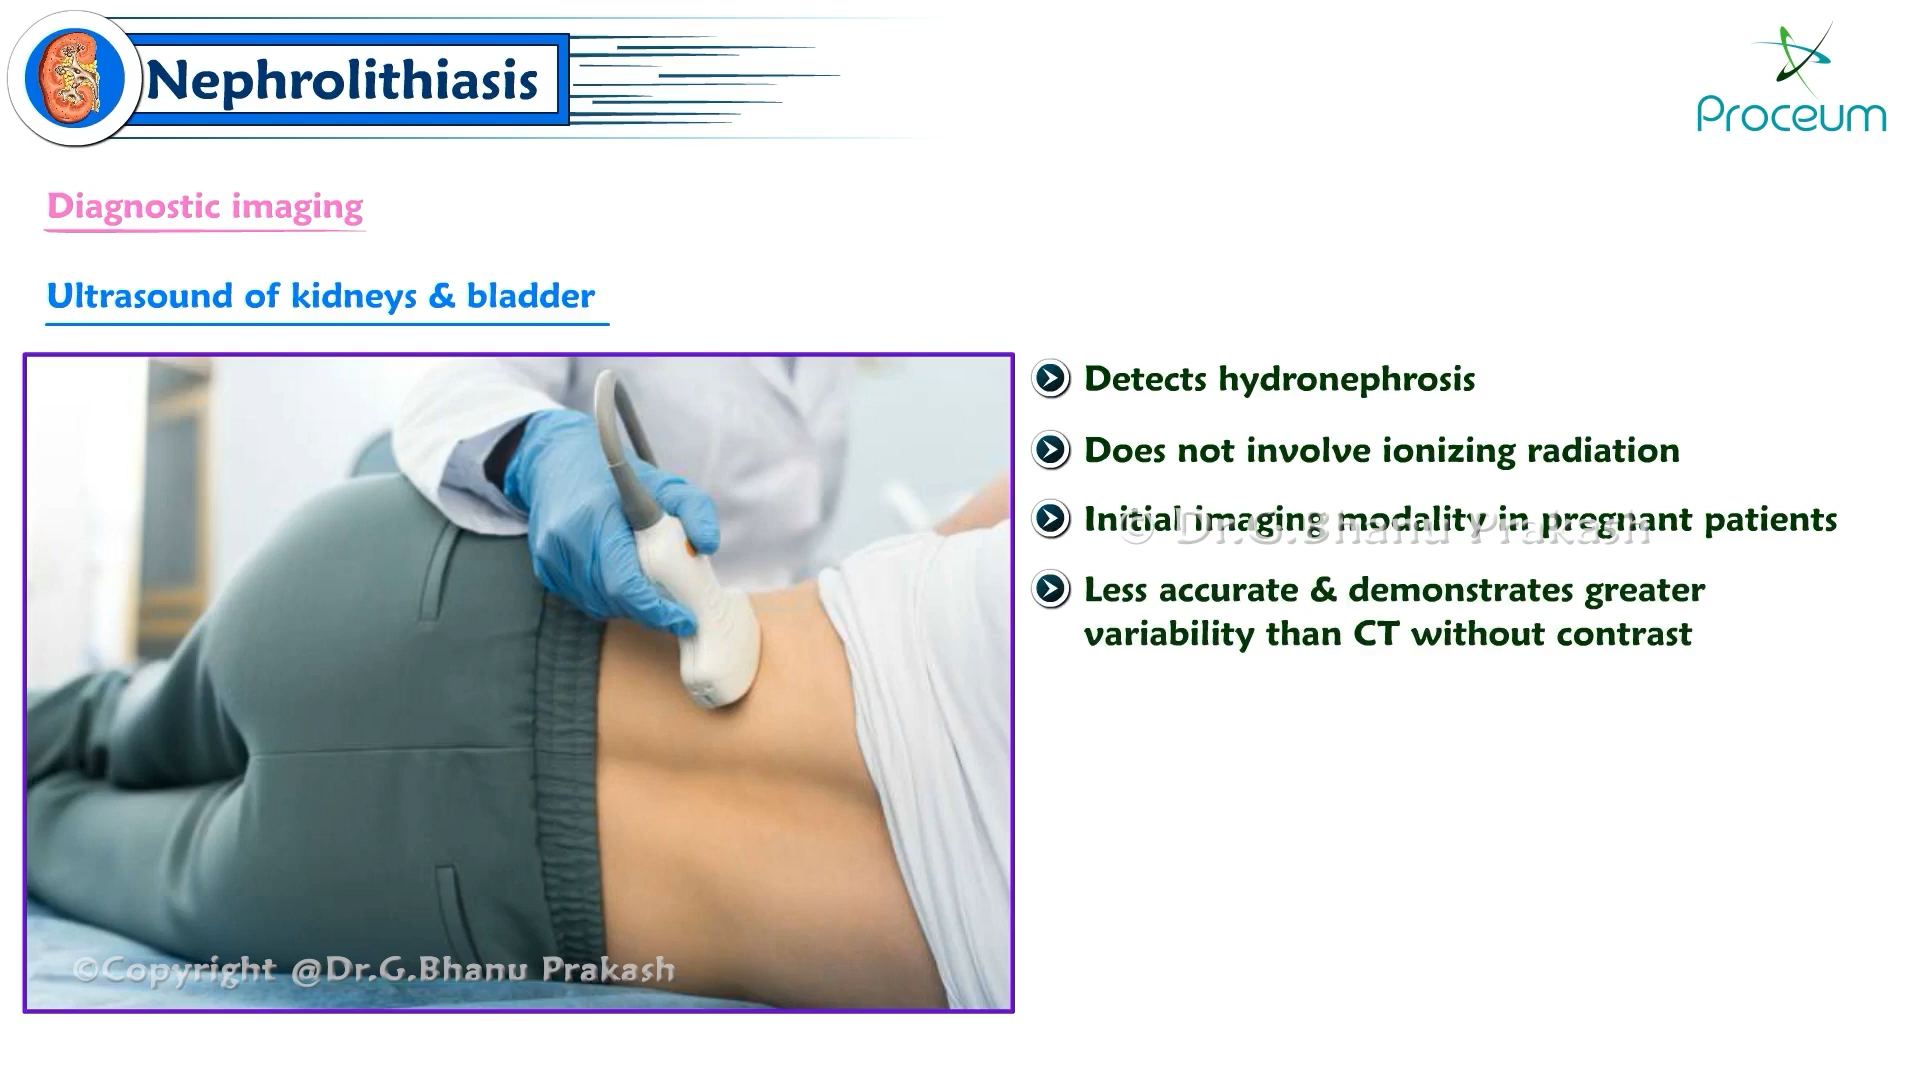 Nephrolithiasis
Proceum
Diagnostic imaging
Ultrasound of kidneys & bladder
Detects hydronephrosis
Does not involve ionizing radiation
Initial imaging modality in pregnant patients
© Dr.G.Bhanu Prakash
Less accurate & demonstrates greater
variability than CT without contrast
©Copyright @Dr.G.Bhanu Prakash